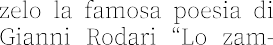 zelo la famosa poesia di
Gianni Rodari “Lo zam-